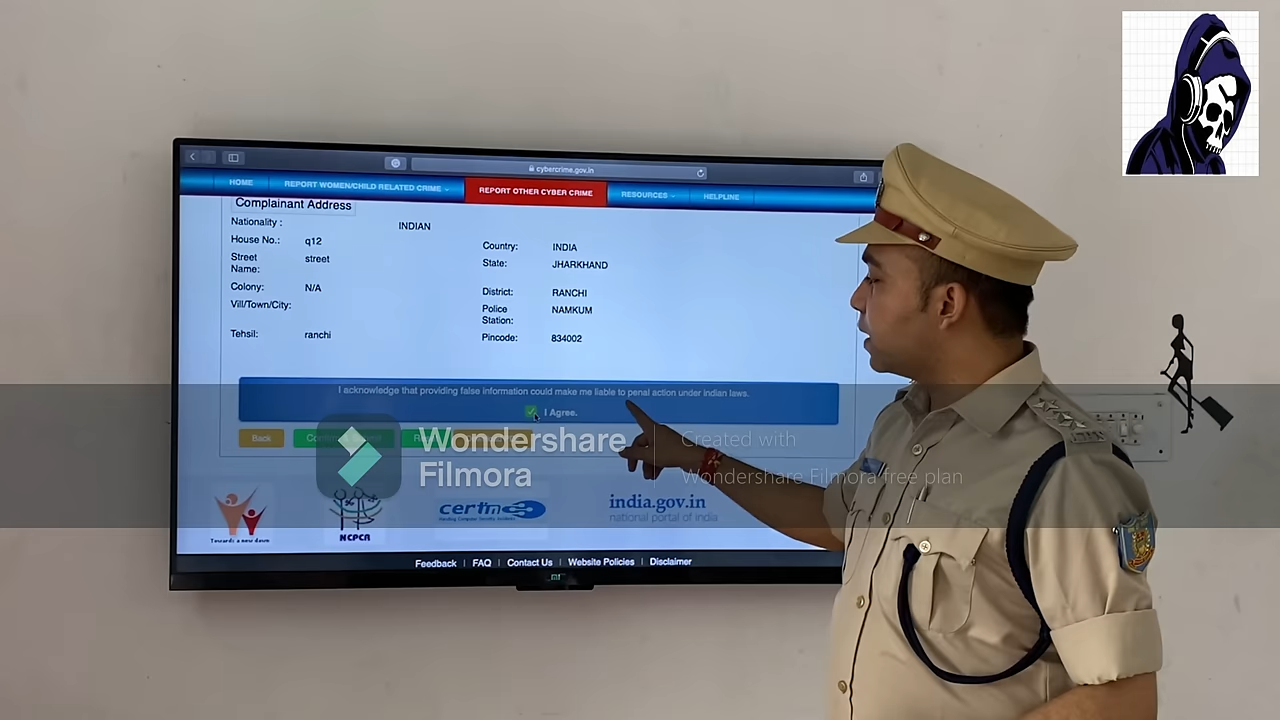 cybercrime.gov.in
HOME REPORT WOMEN/CHILD RELATED CRIME REPORT OTHER CYBER CRIME RESOURCES HELPLINE
Complainant Address
Nationality : INDIAN
House No.: q12 Country: INDIA
Street Name: street State: JHARKHAND
Colony: N/A District: RANCHI
Vill/Town/City: Police Station: NAMKUM
Tehsil: ranchi Pincode: 834002
I acknowledge that providing false information could make me liable to penal action under indian laws.
I Agree.
Back
Wondershare
Filmora
Created with
Wondershare Filmora free plan
Towards a new dawn
NCPCR
india.gov.in
national portal of india
Feedback | FAQ | Contact Us | Website Policies | Disclaimer
mi